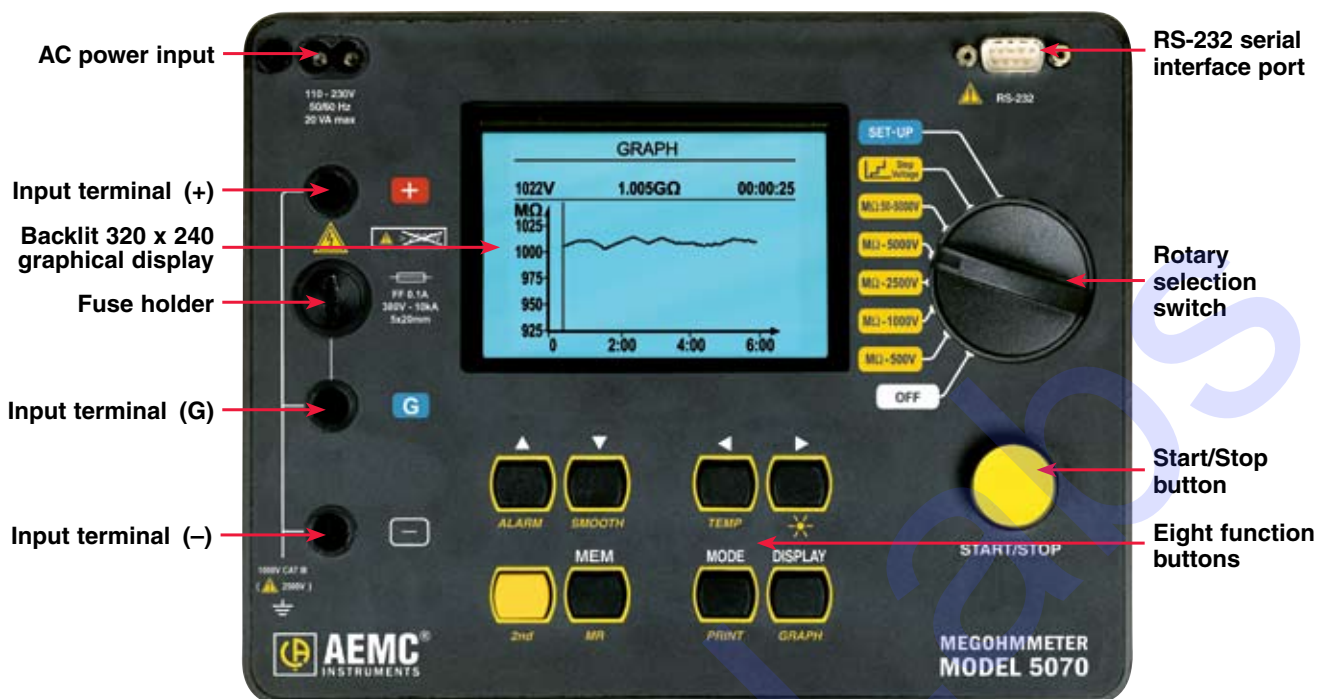 AC power input
RS-232 serial
interface port
110 - 230V
50/60 Hz
20 VA max
RS-232
Input terminal (+)
+
Backlit 320 x 240
graphical display
Fuse holder
FF 0.1A
380V - 10kA
5x20mm
Input terminal (G)
G
Input terminal (–)
–
1000V CAT III
( 2500V )
GRAPH
1022V 1.005GΩ 00:00:25
MΩ
1025
1000
975
950
925
0 2:00 4:00 6:00
SET-UP
Step
Voltage
MΩ-50-5000V
MΩ-5000V
MΩ-2500V
MΩ-1000V
MΩ-500V
OFF
Rotary
selection
switch
Start/Stop
button
START/STOP
Eight function
buttons
ALARM SMOOTH TEMP
MEM MODE DISPLAY
2nd MR PRINT GRAPH
AEMC®
INSTRUMENTS
MEGOHMMETER
MODEL 5070